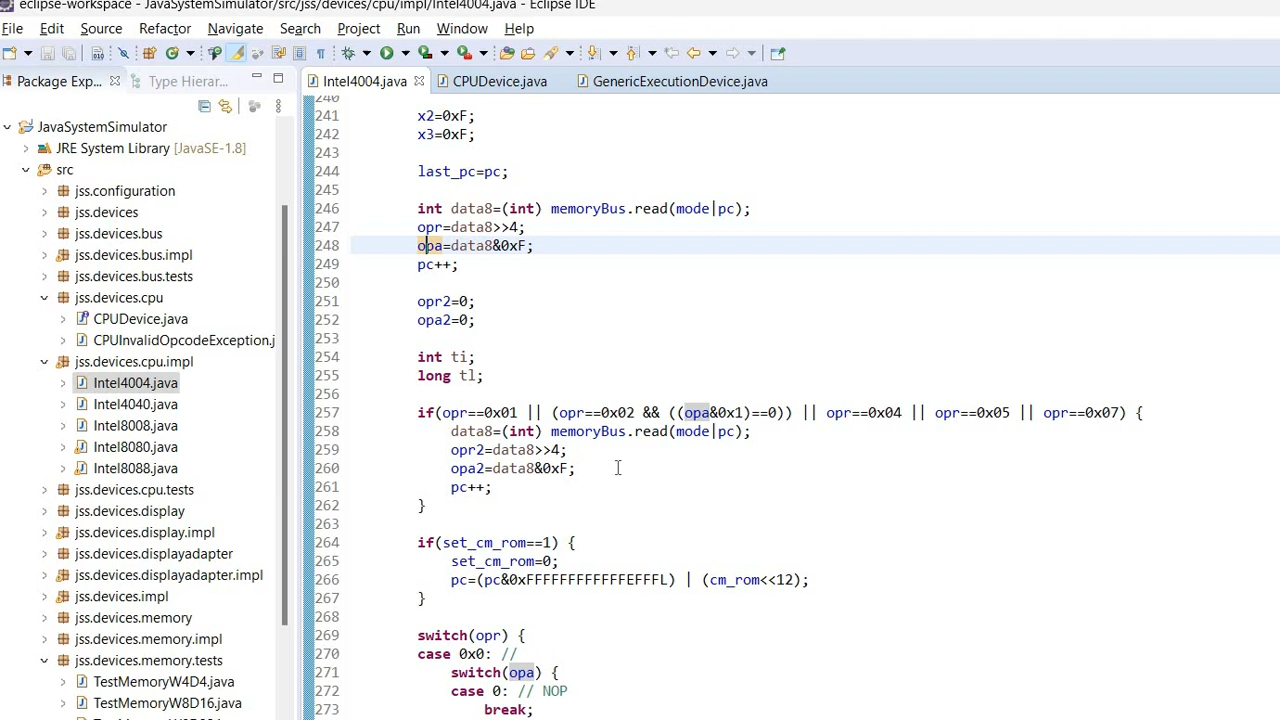 eclipse-workspace - JavaSystemSimulator/src/jss/devices/cpu/impl/Intel4004.java - Eclipse IDE
File Edit Source Refactor Navigate Search Project Run Window Help
Package Exp... Type Hierar...
Intel4004.java CPUDevice.java GenericExecutionDevice.java
JavaSystemSimulator
JRE System Library [JavaSE-1.8]
src
jss.configuration
jss.devices
jss.devices.bus
jss.devices.bus.impl
jss.devices.bus.tests
jss.devices.cpu
CPUDevice.java
CPUInvalidOpcodeException.j
jss.devices.cpu.impl
Intel4004.java
Intel4040.java
Intel8008.java
Intel8080.java
Intel8088.java
jss.devices.cpu.tests
jss.devices.display
jss.devices.display.impl
jss.devices.displayadapter
jss.devices.displayadapter.impl
jss.devices.impl
jss.devices.memory
jss.devices.memory.impl
jss.devices.memory.tests
TestMemoryW4D4.java
TestMemoryW8D16.java
240
241 x2=0xF;
242 x3=0xF;
243
244 last_pc=pc;
245
246 int data8=(int) memoryBus.read(mode|pc);
247 opr=data8>>4;
248 opa=data8&0xF;
249 pc++;
250
251 opr2=0;
252 opa2=0;
253
254 int ti;
255 long tl;
256
257 if(opr==0x01 || (opr==0x02 && ((opa&0x1)==0)) || opr==0x04 || opr==0x05 || opr==0x07) {
258 data8=(int) memoryBus.read(mode|pc);
259 opr2=data8>>4;
260 opa2=data8&0xF;
261 pc++;
262 }
263
264 if(set_cm_rom==1) {
265 set_cm_rom=0;
266 pc=(pc&0xFFFFFFFFFFFFEFFFL) | (cm_rom<<12);
267 }
268
269 switch(opr) {
270 case 0x0: //
271 switch(opa) {
272 case 0: // NOP
273 break;